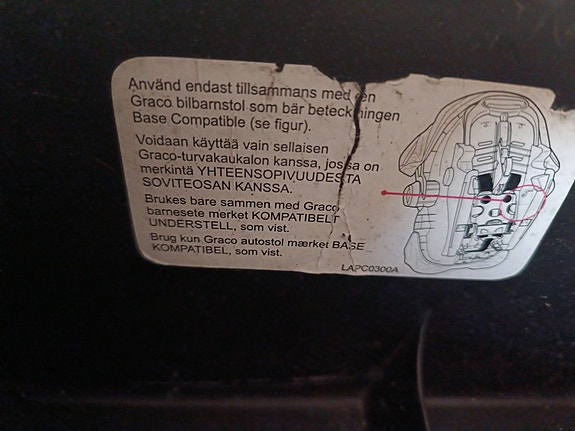 Använd endast tillsammans med en
Graco bilbarnstol som bär beteckningen
Base Compatible (se figur).
Voidaan käyttää vain sellaisen
Graco-turvakaukalon kanssa, jossa on
merkintä YHTEENSOPIVUUDESTA
SOVITEOSAN KANSSA.
Brukes bare sammen med Graco
barnesete merket KOMPATIBELT
UNDERSTELL, som vist.
Brug kun Graco autostol mærket BASE
KOMPATIBEL, som vist.
LAPC0300A